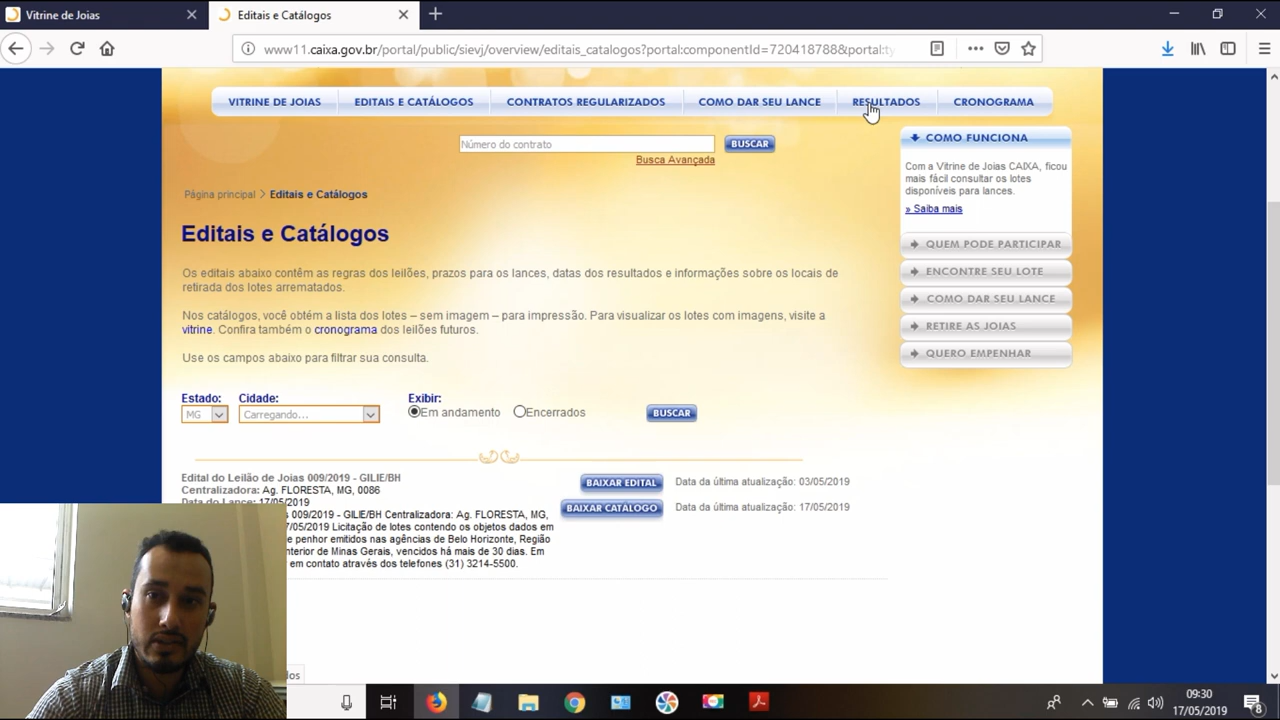 Vitrine de Joias
Editais e Catálogos
www11.caixa.gov.br/portal/public/sievj/overview/editais_catalogos?portal:componentId=720418788&portal:ty
VITRINE DE JOIAS
EDITAIS E CATÁLOGOS
CONTRATOS REGULARIZADOS
COMO DAR SEU LANCE
RESULTADOS
CRONOGRAMA
Número do contrato
BUSCAR
Busca Avançada
Página principal > Editais e Catálogos
Editais e Catálogos
Os editais abaixo contêm as regras dos leilões, prazos para os lances, datas dos resultados e informações sobre os locais de
retirada dos lotes arrematados.
Nos catálogos, você obtém a lista dos lotes – sem imagem – para impressão. Para visualizar os lotes com imagens, visite a
vitrine. Confira também o cronograma dos leilões futuros.
Use os campos abaixo para filtrar sua consulta.
Estado:
Cidade:
Exibir:
MG
Carregando...
Em andamento
Encerrados
BUSCAR
COMO FUNCIONA
Com a Vitrine de Joias CAIXA, ficou
mais fácil consultar os lotes
disponíveis para lances.
» Saiba mais
QUEM PODE PARTICIPAR
ENCONTRE SEU LOTE
COMO DAR SEU LANCE
RETIRE AS JOIAS
QUERO EMPENHAR
Edital do Leilão de Joias 009/2019 - GILIE/BH
Centralizadora: Ag. FLORESTA, MG, 0086
Data do Lance: 17/05/2019
009/2019 - GILIE/BH Centralizadora: Ag. FLORESTA, MG,
7/05/2019 Licitação de lotes contendo os objetos dados em
e penhor emitidos nas agências de Belo Horizonte, Região
nterior de Minas Gerais, vencidos há mais de 30 dias. Em
em contato através dos telefones (31) 3214-5500.
BAIXAR EDITAL
Data da última atualização: 03/05/2019
BAIXAR CATÁLOGO
Data da última atualização: 17/05/2019
09:30
17/05/2019
8